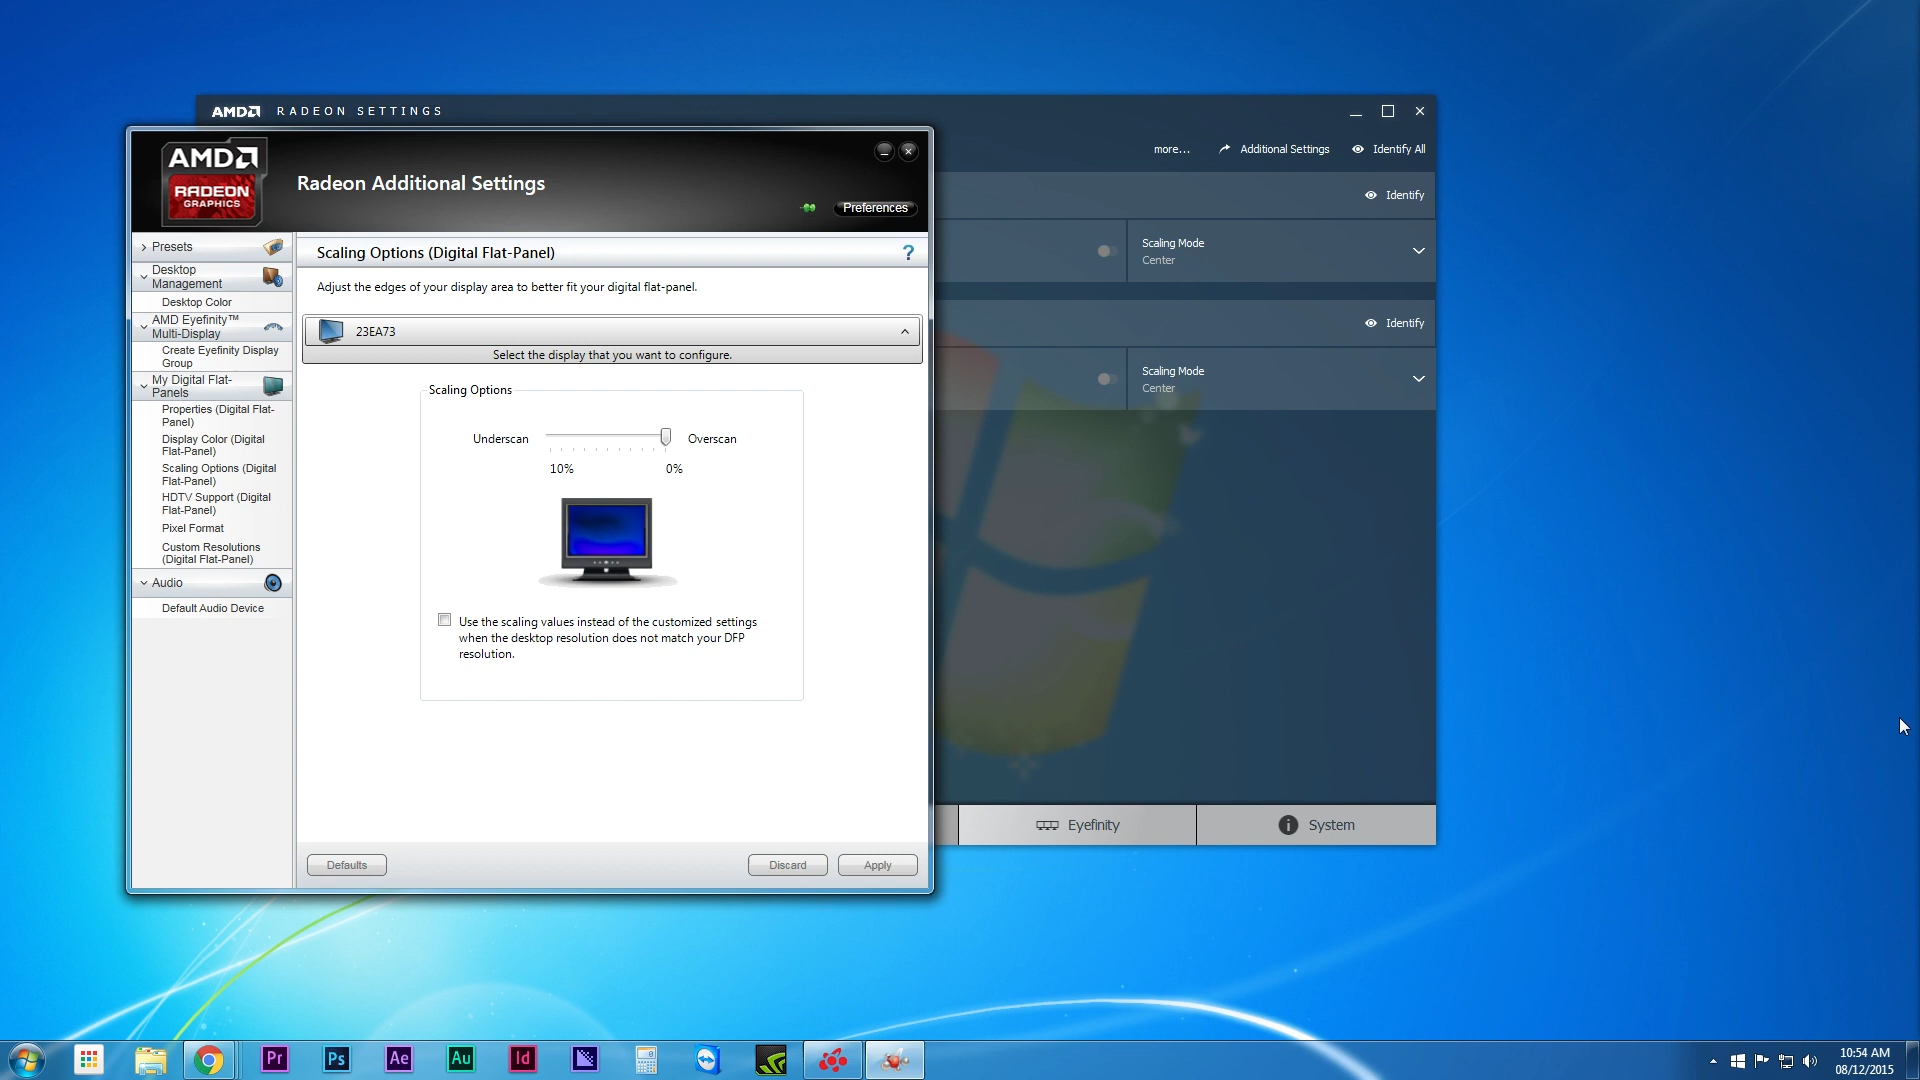 AMD RADEON SETTINGS
more... Additional Settings Identify All
AMD
RADEON
GRAPHICS
Radeon Additional Settings
Preferences
Presets
Desktop
Management
Desktop Color
AMD Eyefinity™
Multi-Display
Create Eyefinity Display
Group
My Digital Flat-
Panels
Properties (Digital Flat-
Panel)
Display Color (Digital
Flat-Panel)
Scaling Options (Digital
Flat-Panel)
HDTV Support (Digital
Flat-Panel)
Pixel Format
Custom Resolutions
(Digital Flat-Panel)
Audio
Default Audio Device
Scaling Options (Digital Flat-Panel)
?
Adjust the edges of your display area to better fit your digital flat-panel.
23EA73
Select the display that you want to configure.
Scaling Options
Underscan Overscan
10% 0%
Use the scaling values instead of the customized settings
when the desktop resolution does not match your DFP
resolution.
Defaults Discard Apply
Identify
Scaling Mode
Center
Identify
Scaling Mode
Center
Eyefinity System
Pr Ps Ae Au Id
10:54 AM
08/12/2015